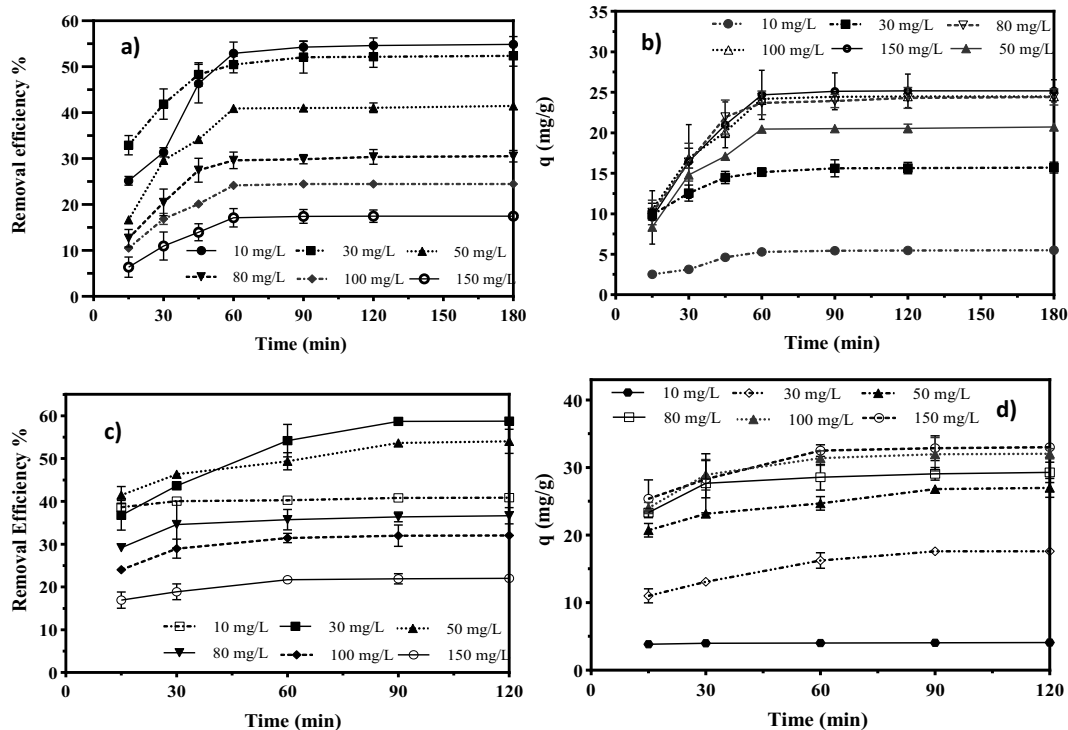 a)
Removal efficiency %
60
50
40
30
20
10
0
10 mg/L 30 mg/L 50 mg/L
80 mg/L 100 mg/L 150 mg/L
0 30 60 90 120 150 180
Time (min)
b)
q (mg/g)
35
30
25
20
15
10
5
0
10 mg/L 30 mg/L 80 mg/L
100 mg/L 150 mg/L 50 mg/L
0 30 60 90 120 150 180
Time (min)
c)
Removal Efficiency %
60
50
40
30
20
10
0
10 mg/L 30 mg/L 50 mg/L
80 mg/L 100 mg/L 150 mg/L
0 30 60 90 120
Time (min)
d)
q (mg/g)
40
30
20
10
0
10 mg/L 30 mg/L 50 mg/L
80 mg/L 100 mg/L 150 mg/L
0 30 60 90 120
Time (min)